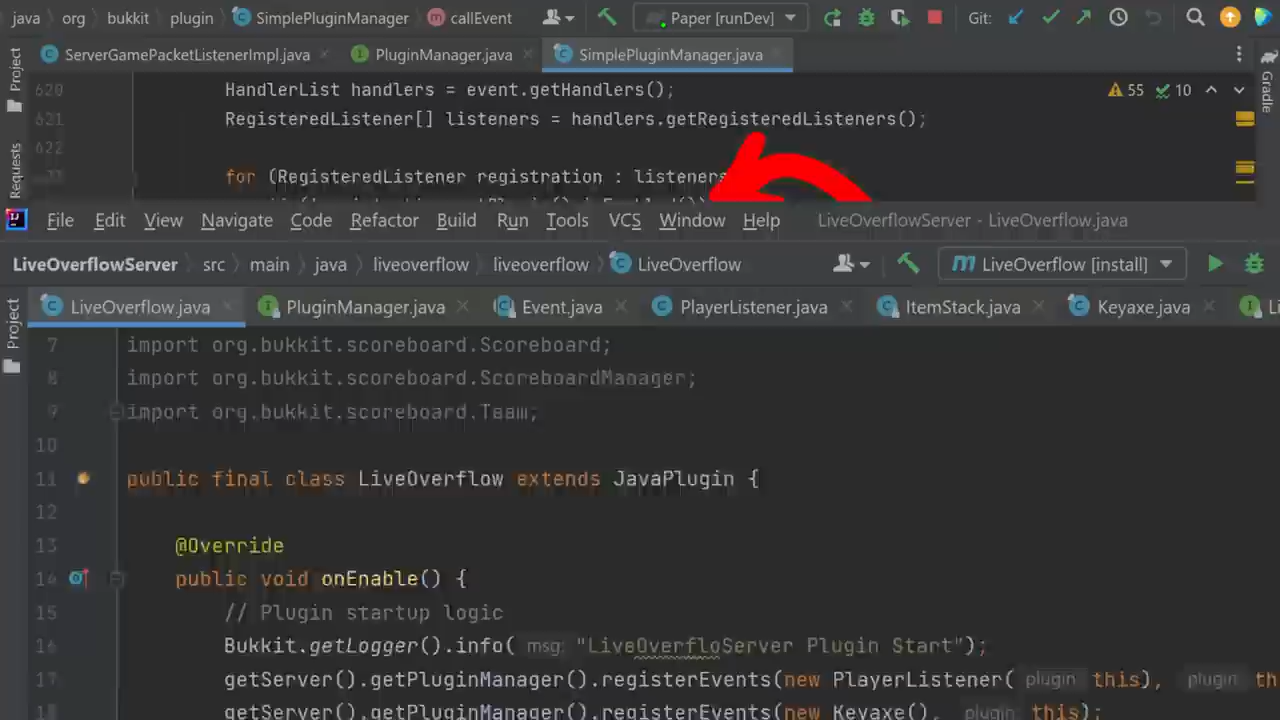 java org bukkit plugin SimplePluginManager callEvent Paper [runDev] Git:
Project
ServerGamePacketListenerImpl.java PluginManager.java SimplePluginManager.java
Gradle
Requests
620 HandlerList handlers = event.getHandlers(); 55 10
621 RegisteredListener[] listeners = handlers.getRegisteredListeners();
622
for (RegisteredListener registration : listeners
File Edit View Navigate Code Refactor Build Run Tools VCS Window Help LiveOverflowServer - LiveOverflow.java
LiveOverflowServer src main java liveoverflow liveoverflow LiveOverflow LiveOverflow [install]
Project
LiveOverflow.java PluginManager.java Event.java PlayerListener.java ItemStack.java Keyaxe.java Li
7 import org.bukkit.scoreboard.Scoreboard;
8 import org.bukkit.scoreboard.ScoreboardManager;
9 import org.bukkit.scoreboard.Team;
10
11 public final class LiveOverflow extends JavaPlugin {
12
13 @Override
14 public void onEnable() {
15 // Plugin startup logic
16 Bukkit.getLogger().info( msg: "LiveOverfloServer Plugin Start");
17 getServer().getPluginManager().registerEvents(new PlayerListener( plugin: this), plugin: th
18 getServer().getPluginManager().registerEvents(new Keyaxe(), plugin: this);